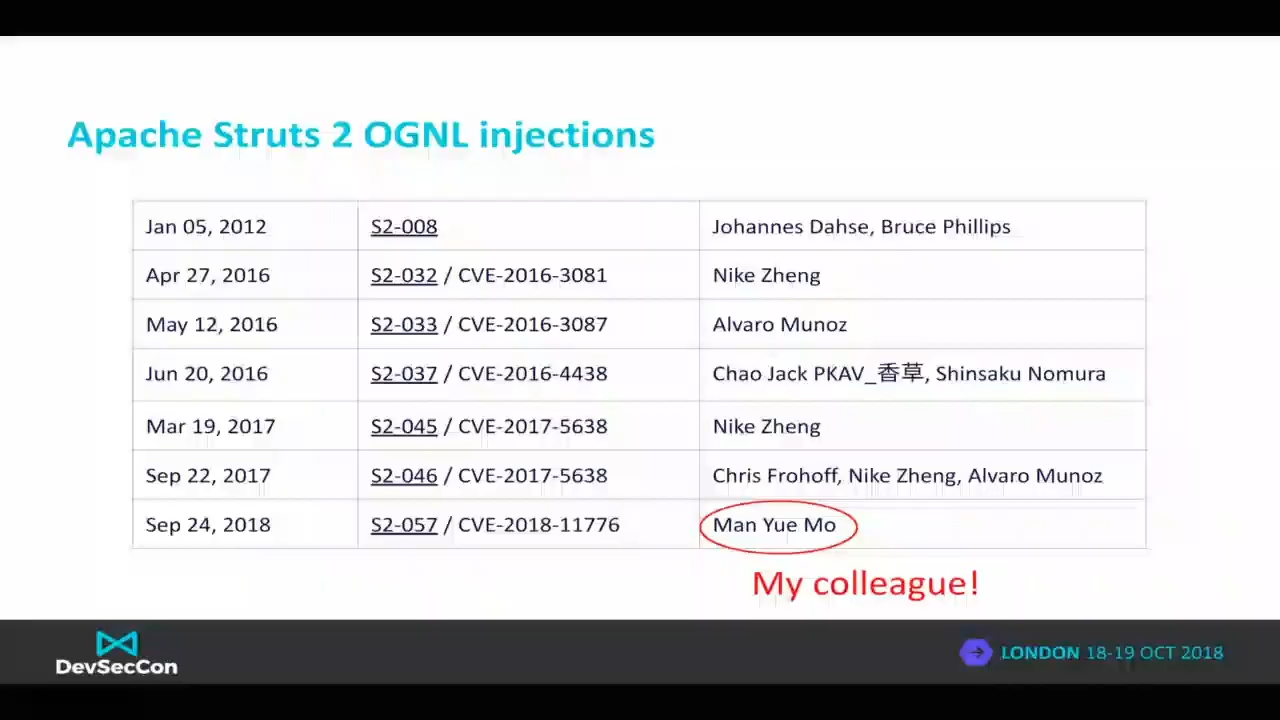 Apache Struts 2 OGNL injections
Jan 05, 2012 S2-008 Johannes Dahse, Bruce Phillips
Apr 27, 2016 S2-032 / CVE-2016-3081 Nike Zheng
May 12, 2016 S2-033 / CVE-2016-3087 Alvaro Munoz
Jun 20, 2016 S2-037 / CVE-2016-4438 Chao Jack PKAV_香草, Shinsaku Nomura
Mar 19, 2017 S2-045 / CVE-2017-5638 Nike Zheng
Sep 22, 2017 S2-046 / CVE-2017-5638 Chris Frohoff, Nike Zheng, Alvaro Munoz
Sep 24, 2018 S2-057 / CVE-2018-11776 Man Yue Mo
My colleague!
DevSecCon
LONDON 18-19 OCT 2018